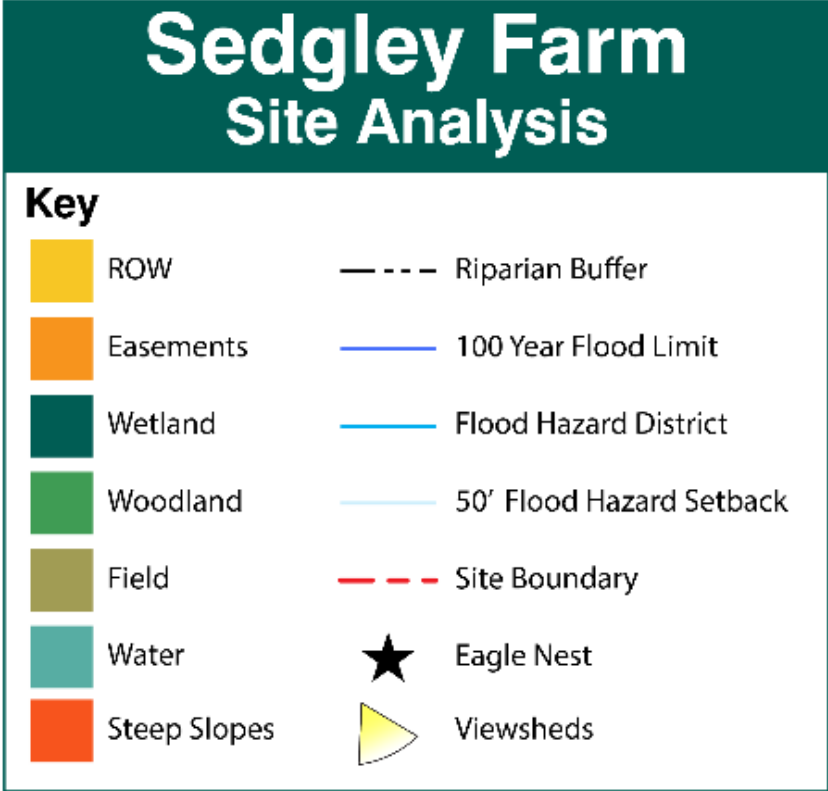 Sedgley Farm
Site Analysis
Key
ROW
Easements
Wetland
Woodland
Field
Water
Steep Slopes
Riparian Buffer
100 Year Flood Limit
Flood Hazard District
50’ Flood Hazard Setback
Site Boundary
Eagle Nest
Viewsheds